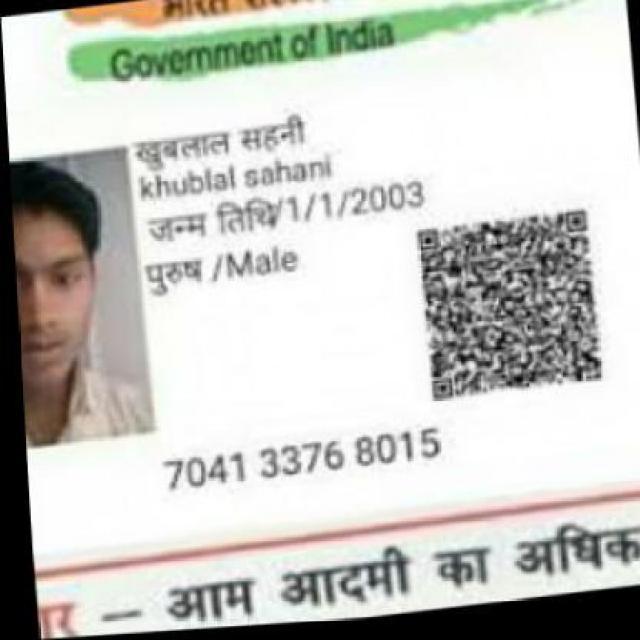 भारत
Government of India
खुबलाल सहनी
khublal sahani
जन्म तिथि/1/1/2003
पुरुष /Male
7041 3376 8015
— आम आदमी का अधिक